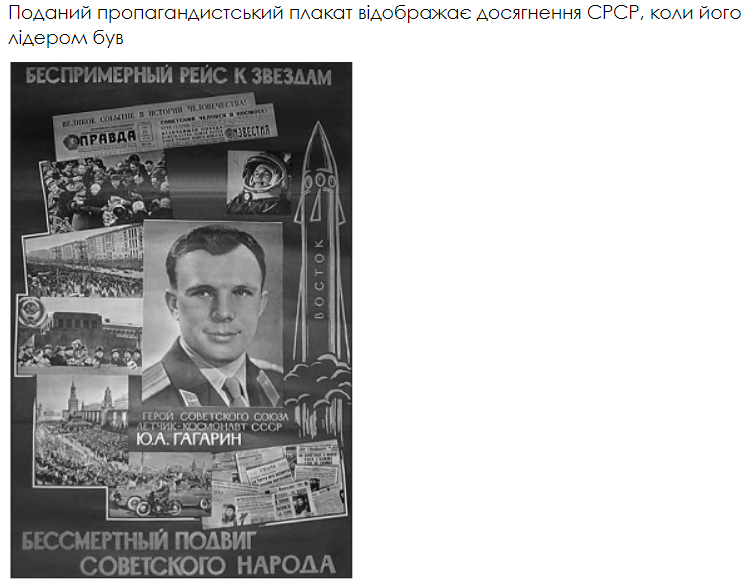 Поданий пропагандистський плакат відображає досягнення СРСР, коли його
лідером був
БЕСПРИМЕРНЫЙ РЕЙС К ЗВЕЗДАМ
ВЕЛИКОЕ СОБЫТИЕ В ИСТОРИИ ЧЕЛОВЕЧЕСТВА!
СОВЕТСКИЙ ЧЕЛОВЕК В КОСМОСЕ!
ПРАВДА
ИЗВЕСТИЯ
ВОСТОК
ГЕРОЙ СОВЕТСКОГО СОЮЗА
ЛЕТЧИК-КОСМОНАВТ СССР
Ю.А. ГАГАРИН
БЕССМЕРТНЫЙ ПОДВИГ
СОВЕТСКОГО НАРОДА